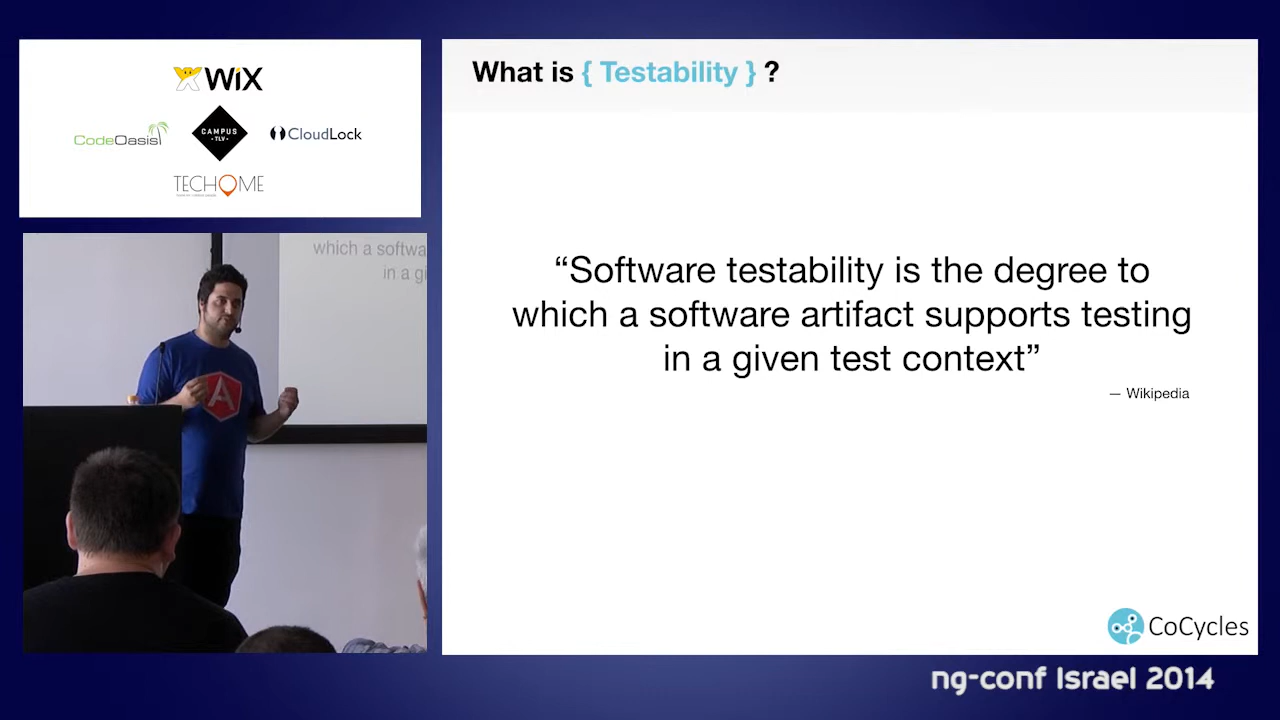 WiX
CodeOasis
CAMPUS
TLV
CloudLock
TECHOME
What is { Testability } ?
“Software testability is the degree to
which a software artifact supports testing
in a given test context”
— Wikipedia
which a softwa
in a gi
A
CoCycles
ng-conf Israel 2014